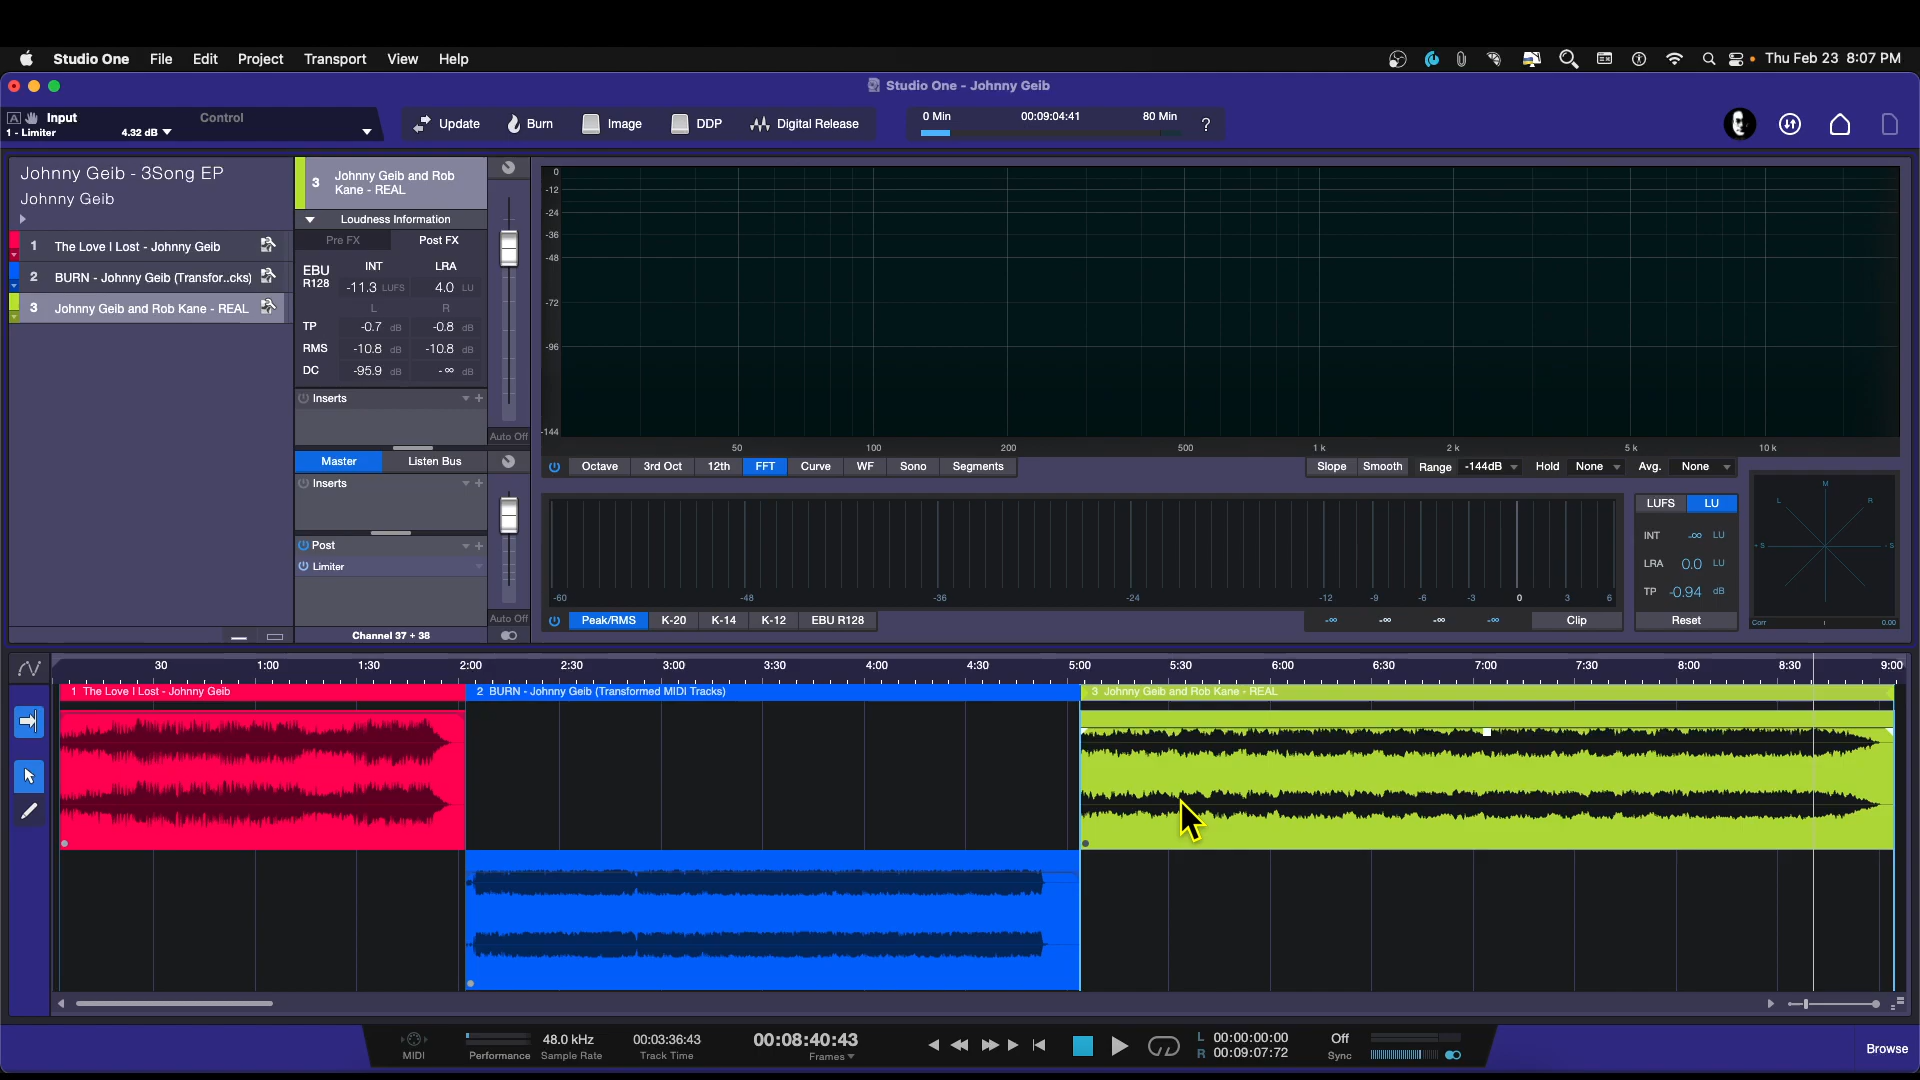 Studio One File Edit Project Transport View Help
Thu Feb 23 8:07 PM
Studio One - Johnny Geib
A Input Control
1 - Limiter 4.32 dB
Update Burn Image DDP Digital Release
0 Min 00:09:04:41 80 Min ?
Johnny Geib - 3Song EP
Johnny Geib
1 The Love I Lost - Johnny Geib
2 BURN - Johnny Geib (Transfor..cks)
3 Johnny Geib and Rob Kane - REAL
3 Johnny Geib and Rob
Kane - REAL
Loudness Information
Pre FX Post FX
EBU R128 INT LRA
-11.3 LUFS 4.0 LU
L R
TP -0.7 dB -0.8 dB
RMS -10.8 dB -10.8 dB
DC -95.9 dB -∞ dB
Inserts
Auto Off
Master Listen Bus
Inserts
Post
Limiter
Auto Off
Channel 37 + 38
0
-12
-24
-36
-48
-72
-96
-144
50 100 200 500 1k 2k 5k 10k
Octave 3rd Oct 12th FFT Curve WF Sono Segments
Slope Smooth Range -144dB Hold None Avg. None
-60 -48 -36 -24 -12 -9 -6 -3 0 3 6
Peak/RMS K-20 K-14 K-12 EBU R128
-∞ -∞ -∞ -∞ Clip
LUFS LU
INT -∞ LU
LRA 0.0 LU
TP -0.94 dB
Reset
M
L R
+S -S
Corr 1 0.00
30 1:00 1:30 2:00 2:30 3:00 3:30 4:00 4:30 5:00 5:30 6:00 6:30 7:00 7:30 8:00 8:30 9:00
1 The Love I Lost - Johnny Geib
2 BURN - Johnny Geib (Transformed MIDI Tracks)
3 Johnny Geib and Rob Kane - REAL
MIDI
Performance
48.0 kHz
Sample Rate
00:03:36:43
Track Time
00:08:40:43
Frames
L 00:00:00:00
R 00:09:07:72
Off
Sync
Browse